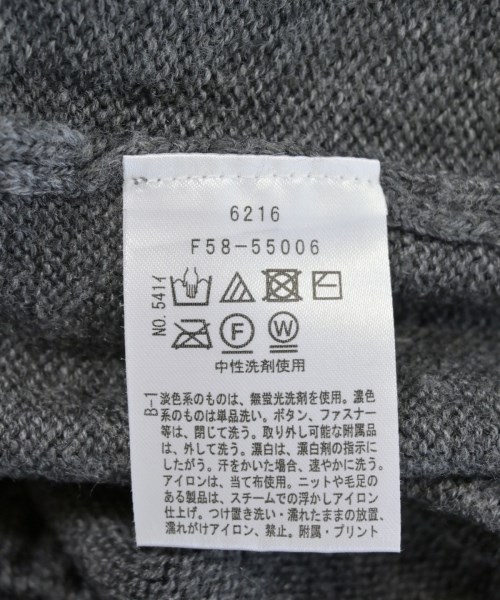 6216
F58-55006
NO. 541イ
F
W
中性洗剤使用
B-1
淡色系のものは、無蛍光洗剤を使用。濃色
系のものは単品洗い。ボタン、ファスナー
等は、閉じて洗う。取り外し可能な附属品
は、外して洗う。漂白は、漂白剤の指示に
したがう。汗をかいた場合、速やかに洗う。
アイロンは、当て布使用。ニットや毛足の
ある製品は、スチームでの浮かしアイロン
仕上げ。つけ置き洗い・濡れたままの放置、
濡れがけアイロン、禁止。附属・プリント